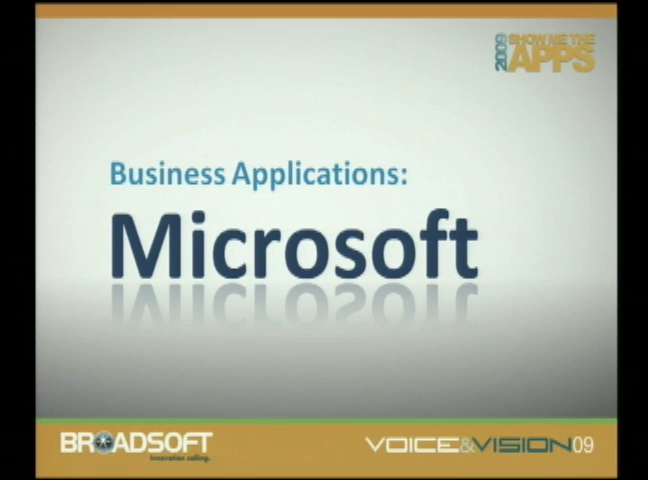 2009 SHOW ME THE
APPS
Business Applications:
Microsoft
BROADSOFT
innovation calling.
VOICE&VISION09